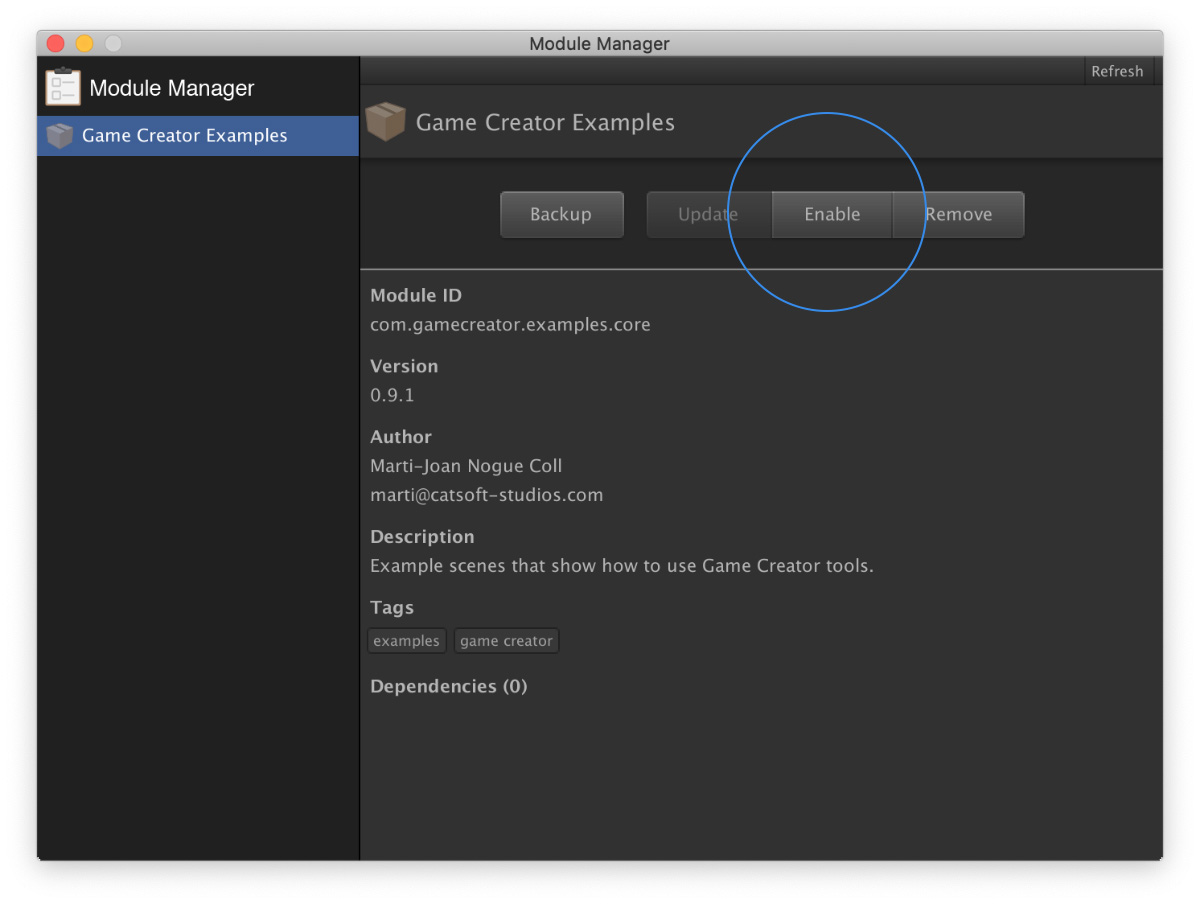 Module Manager
Module Manager
Refresh
Game Creator Examples
Game Creator Examples
Backup
Update
Enable
Remove
Module ID
com.gamecreator.examples.core
Version
0.9.1
Author
Marti-Joan Nogue Coll
marti@catsoft-studios.com
Description
Example scenes that show how to use Game Creator tools.
Tags
examples
game creator
Dependencies (0)